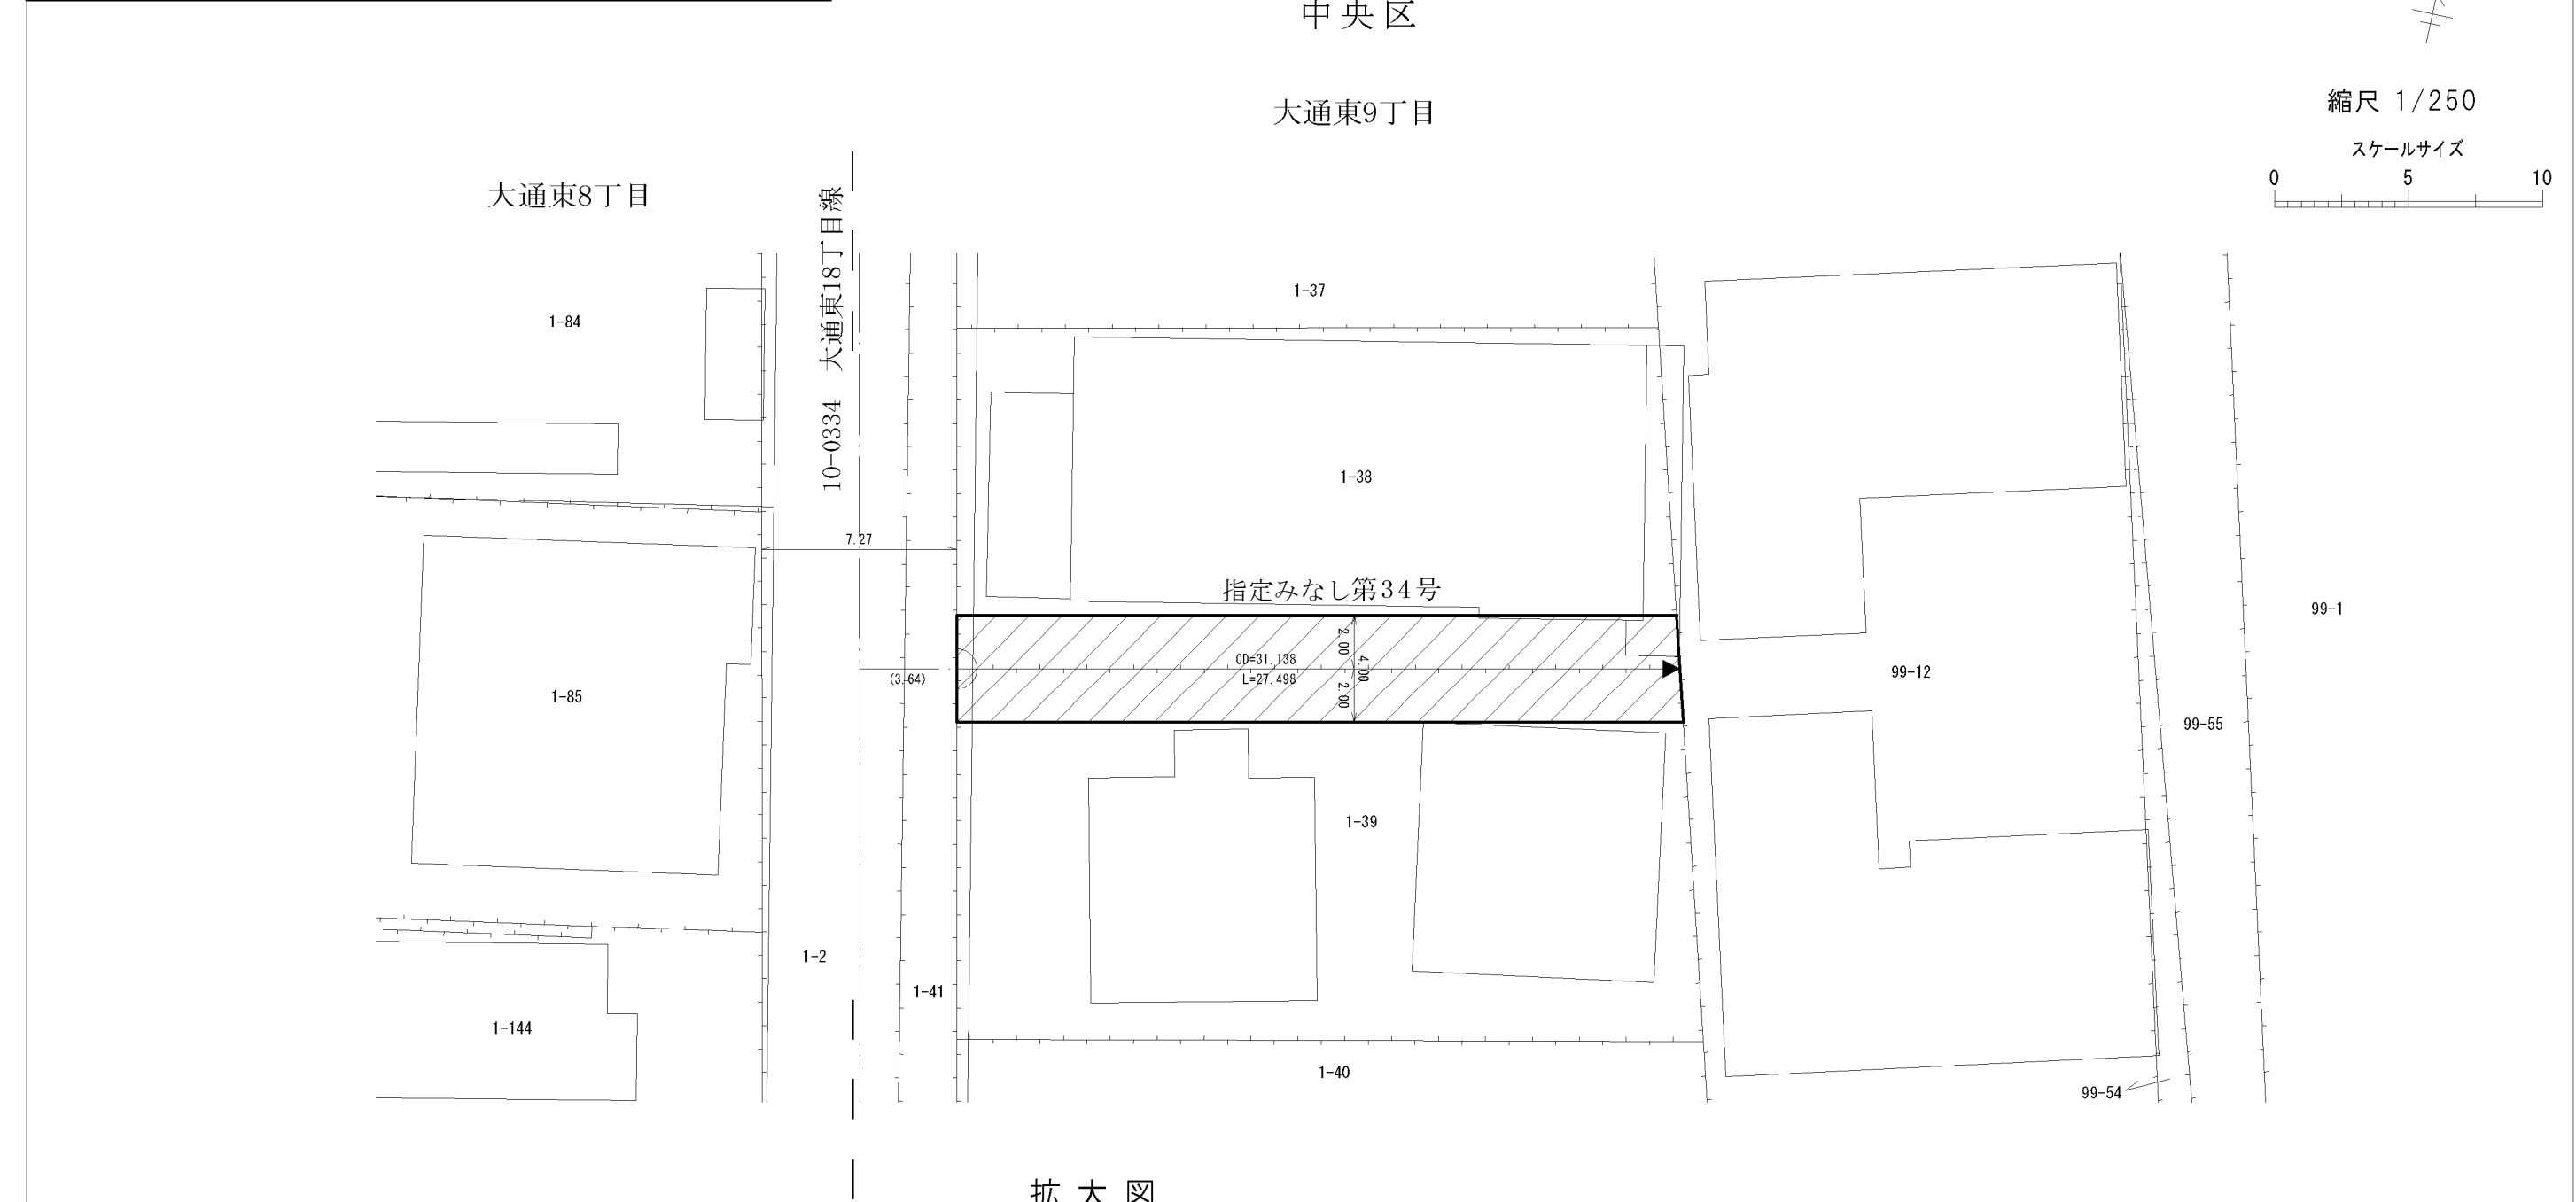 中央区
大通東9丁目
縮尺 1/250
スケールサイズ
0 5 10
大通東8丁目
10-0334 大通東18丁目線
1-37
1-84
1-38
7.27
指定みなし第34号
99-1
CD=31.138
L=27.498
2.00
4.00
2.00
(3.64)
99-12
1-85
99-55
1-39
1-2
1-41
1-144
1-40
99-54
拡大図